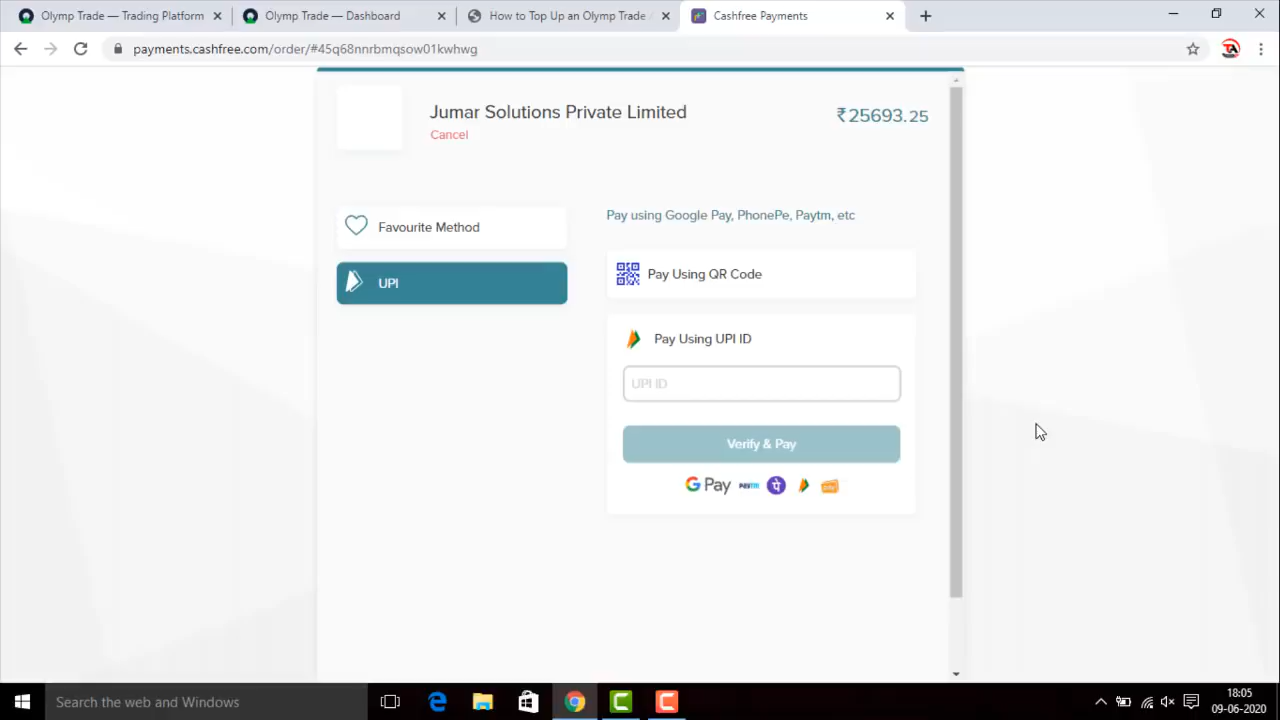 Olymp Trade — Trading Platform
Olymp Trade — Dashboard
How to Top Up an Olymp Trade
Cashfree Payments
payments.cashfree.com/order/#45q68nnrbmqsow01kwhwg
TA
Jumar Solutions Private Limited
₹25693.25
Cancel
Favourite Method
Pay using Google Pay, PhonePe, Paytm, etc
UPI
Pay Using QR Code
Pay Using UPI ID
UPI ID
Verify & Pay
G Pay Paytm पे
Search the web and Windows
18:05
09-06-2020